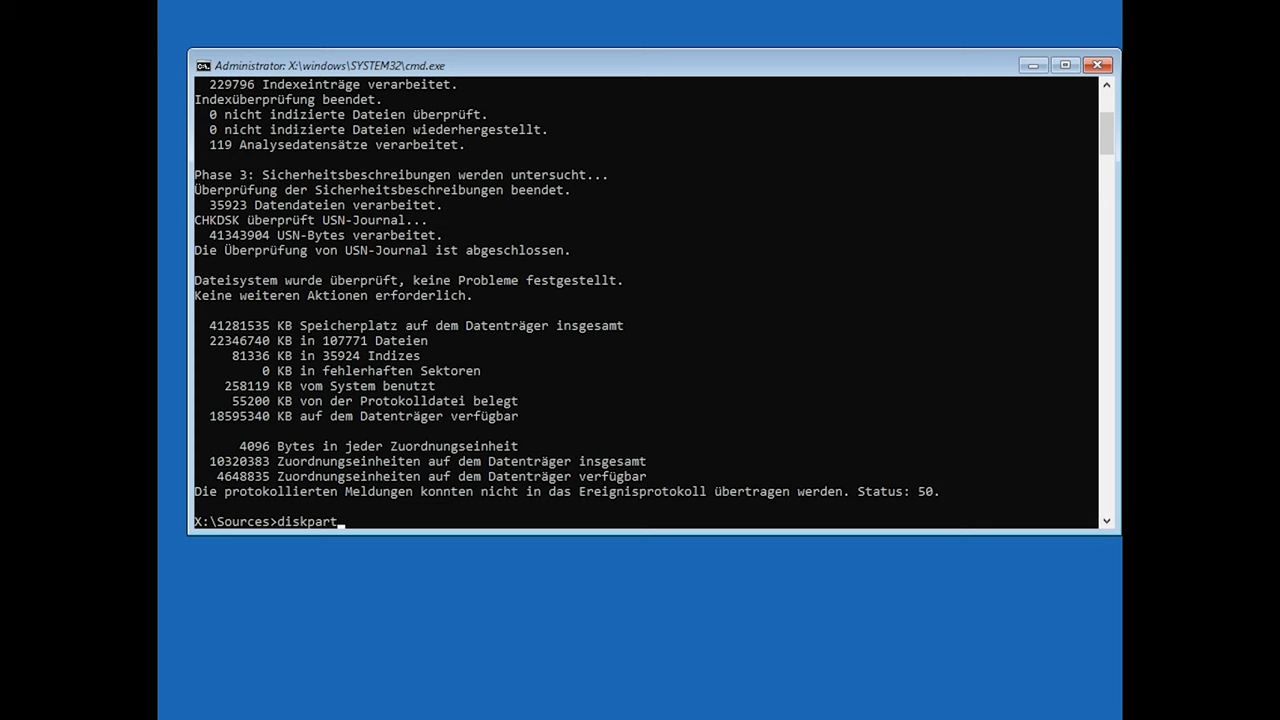 Administrator: X:\windows\SYSTEM32\cmd.exe
229796 Indexeinträge verarbeitet.
Indexüberprüfung beendet.
0 nicht indizierte Dateien überprüft.
0 nicht indizierte Dateien wiederhergestellt.
119 Analysedatensätze verarbeitet.
Phase 3: Sicherheitsbeschreibungen werden untersucht...
Überprüfung der Sicherheitsbeschreibungen beendet.
35923 Datendateien verarbeitet.
CHKDSK überprüft USN-Journal...
41343904 USN-Bytes verarbeitet.
Die Überprüfung von USN-Journal ist abgeschlossen.
Dateisystem wurde überprüft, keine Probleme festgestellt.
Keine weiteren Aktionen erforderlich.
41281535 KB Speicherplatz auf dem Datenträger insgesamt
22346740 KB in 107771 Dateien
81336 KB in 35924 Indizes
0 KB in fehlerhaften Sektoren
258119 KB vom System benutzt
55200 KB von der Protokolldatei belegt
18595340 KB auf dem Datenträger verfügbar
4096 Bytes in jeder Zuordnungseinheit
10320383 Zuordnungseinheiten auf dem Datenträger insgesamt
4648835 Zuordnungseinheiten auf dem Datenträger verfügbar
Die protokollierten Meldungen konnten nicht in das Ereignisprotokoll übertragen werden. Status: 50.
X:\Sources>diskpart_